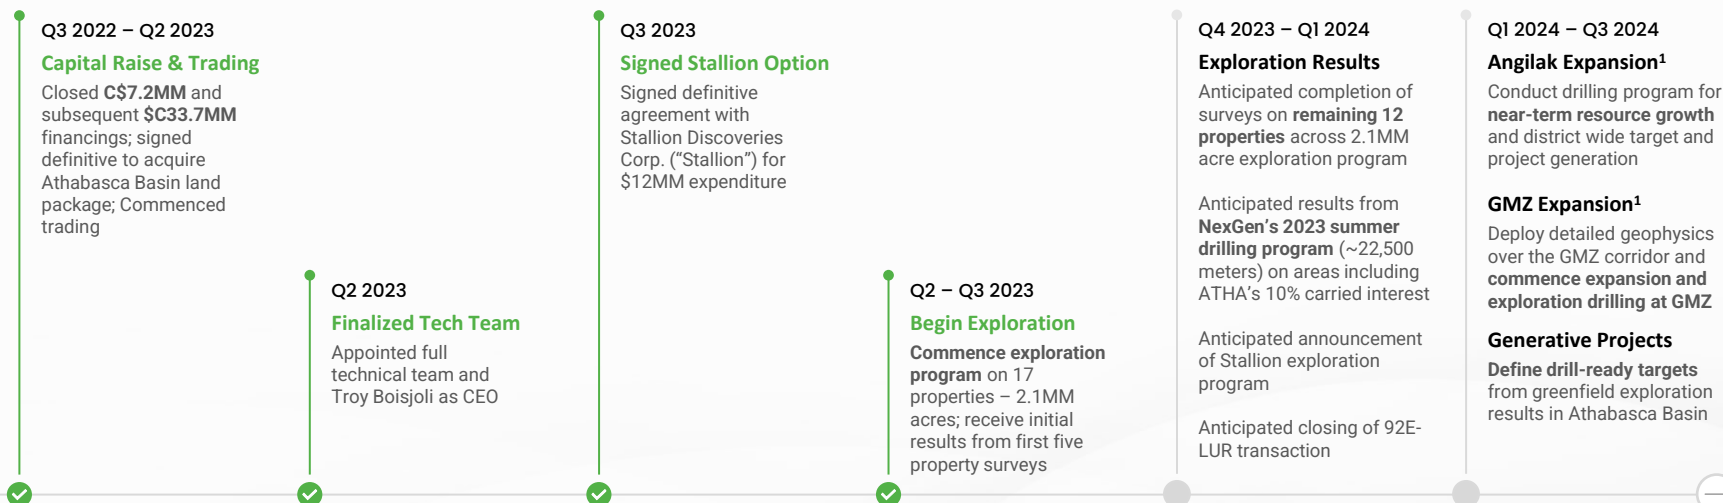 Q3 2022 – Q2 2023
Capital Raise & Trading
Closed C$7.2MM and
subsequent $C33.7MM
financings; signed
definitive to acquire
Athabasca Basin land
package; Commenced
trading
Q2 2023
Finalized Tech Team
Appointed full
technical team and
Troy Boisjoli as CEO
Q3 2023
Signed Stallion Option
Signed definitive
agreement with
Stallion Discoveries
Corp. (“Stallion”) for
$12MM expenditure
Q2 – Q3 2023
Begin Exploration
Commence exploration
program on 17
properties – 2.1MM
acres; receive initial
results from first five
property surveys
Q4 2023 – Q1 2024
Exploration Results
Anticipated completion of
surveys on remaining 12
properties across 2.1MM
acre exploration program
Anticipated results from
NexGen’s 2023 summer
drilling program (~22,500
meters) on areas including
ATHA’s 10% carried interest
Anticipated announcement
of Stallion exploration
program
Anticipated closing of 92E-
LUR transaction
Q1 2024 – Q3 2024
Angilak Expansion¹
Conduct drilling program for
near-term resource growth
and district wide target and
project generation
GMZ Expansion¹
Deploy detailed geophysics
over the GMZ corridor and
commence expansion and
exploration drilling at GMZ
Generative Projects
Define drill-ready targets
from greenfield exploration
results in Athabasca Basin